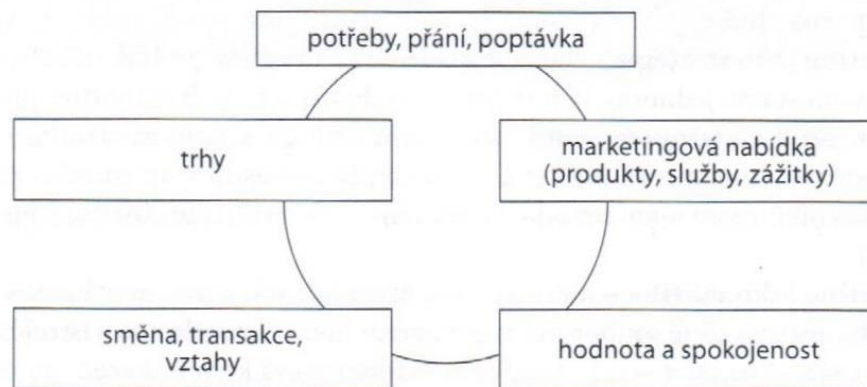 potřeby, přání, poptávka
trhy
marketingová nabídka
(produkty, služby, zážitky)
směna, transakce,
vztahy
hodnota a spokojenost